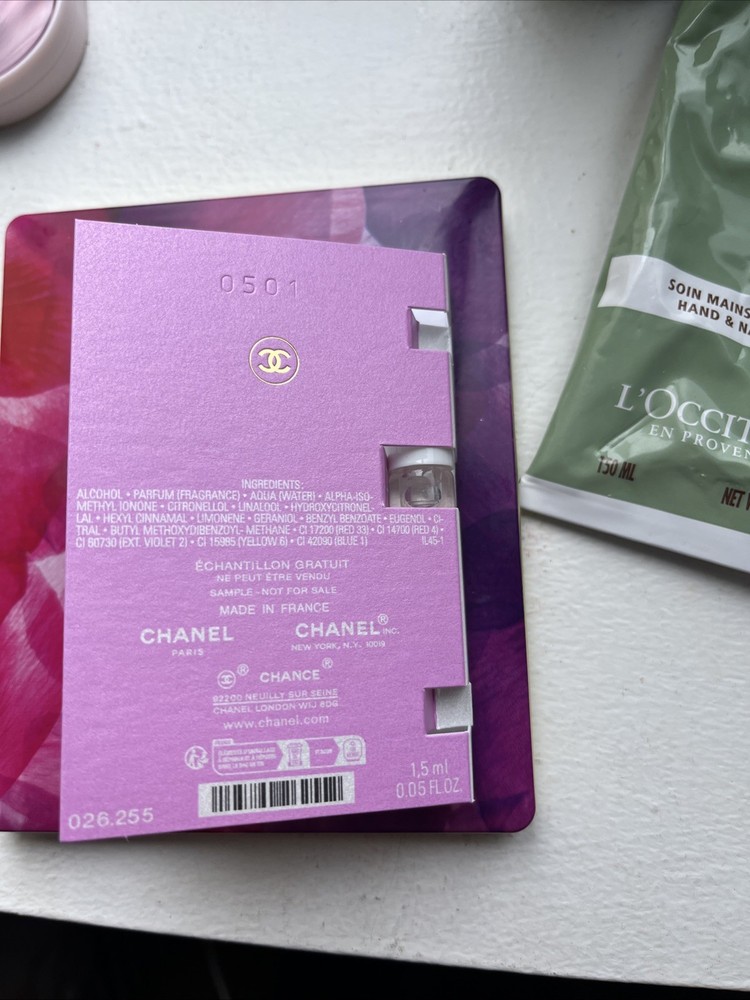 0501
INGREDIENTS:
ALCOHOL • PARFUM (FRAGRANCE) • AQUA (WATER) • ALPHA-ISO-
METHYL IONONE • CITRONELLOL • LINALOOL • HYDROXYCITRONEL-
LAL • HEXYL CINNAMAL • LIMONENE • GERANIOL • BENZYL BENZOATE • EUGENOL • CI-
TRAL • BUTYL METHOXYDIBENZOYL- METHANE • CI 17200 (RED 33) • CI 14700 (RED 4) •
CI 60730 (EXT. VIOLET 2) • CI 15985 (YELLOW 6) • CI 42090 (BLUE 1) IL45-1
ÉCHANTILLON GRATUIT
NE PEUT ÊTRE VENDU
SAMPLE - NOT FOR SALE
MADE IN FRANCE
CHANEL
PARIS
CHANEL® INC.
NEW YORK, N.Y. 10019
® CHANCE ®
92200 NEUILLY SUR SEINE
CHANEL LONDON W1J 6DG
www.chanel.com
1,5 ml
0.05 FL.OZ.
026.255
SOIN MAINS
HAND & NA
L'OCCIT
EN PROVEN
150 ML
NET